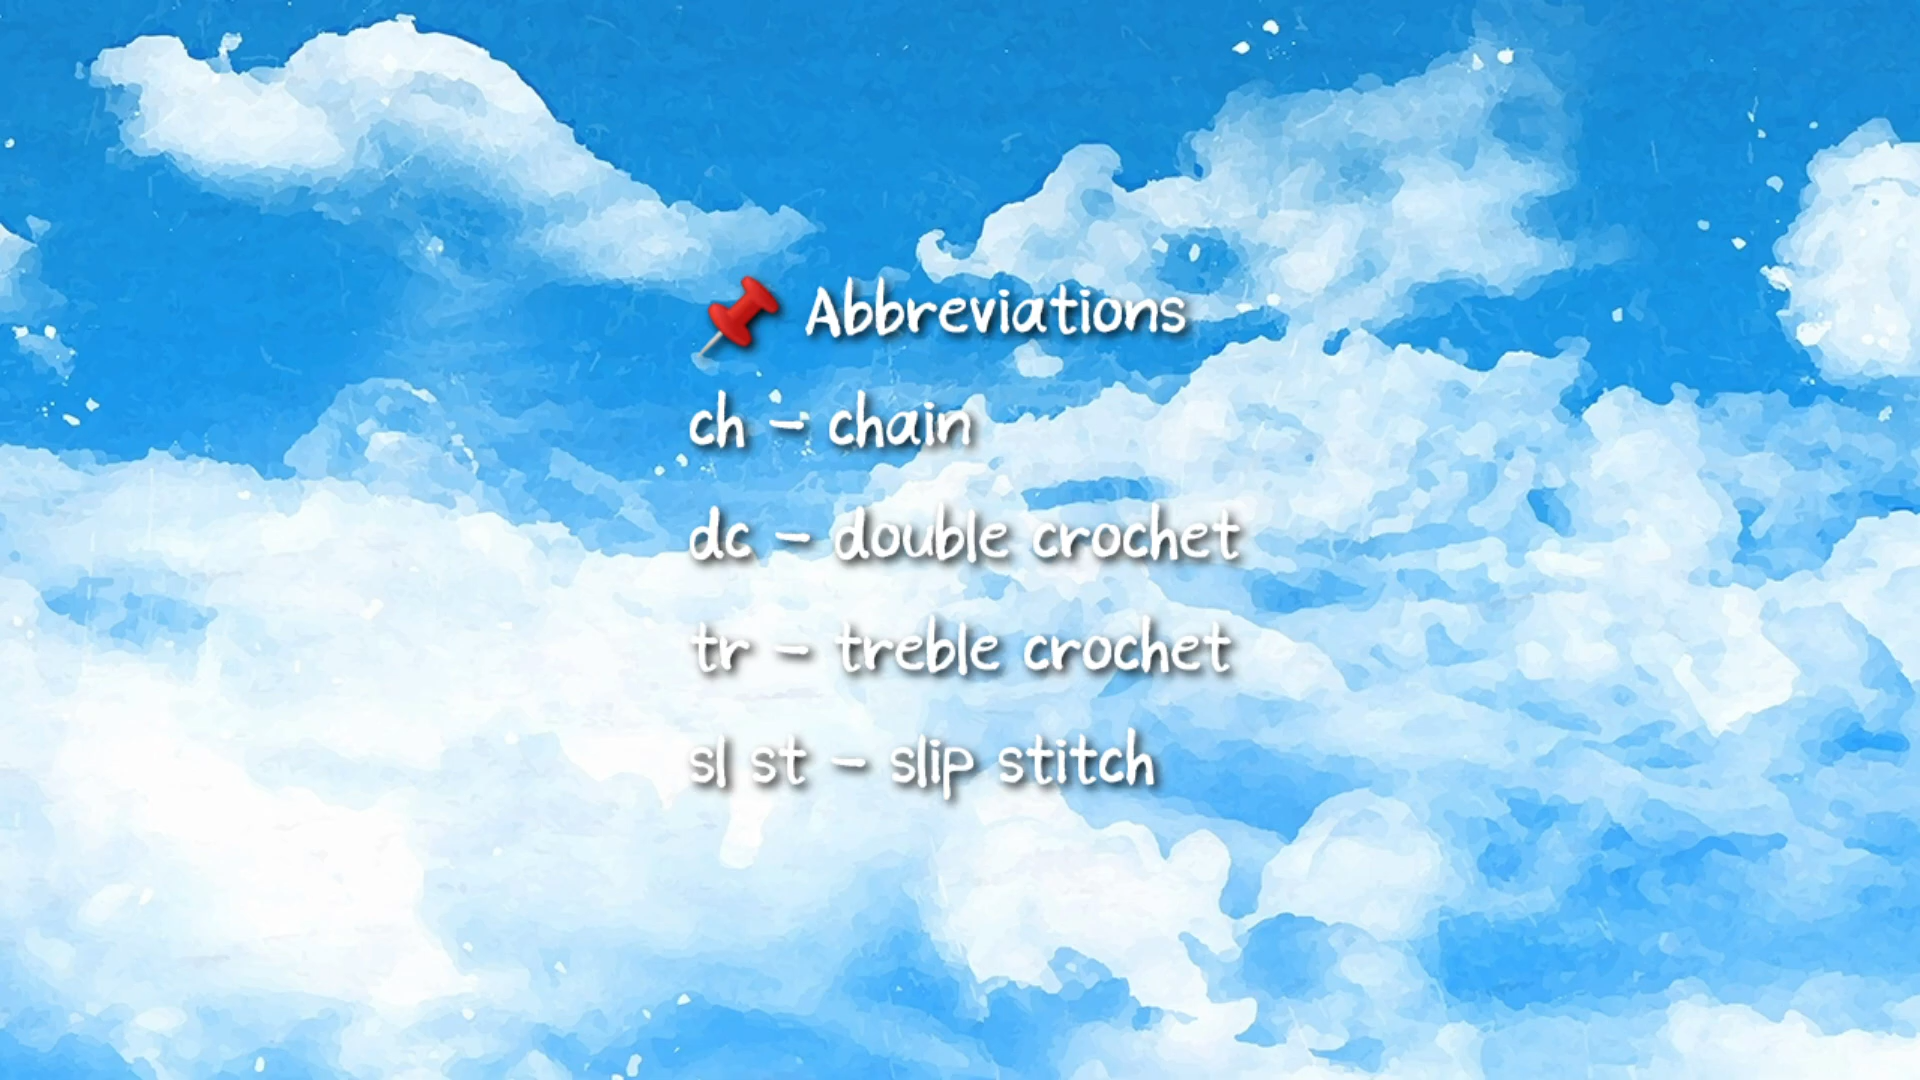 📌 Abbreviations
ch - chain
dc - double crochet
tr - treble crochet
sl st - slip stitch